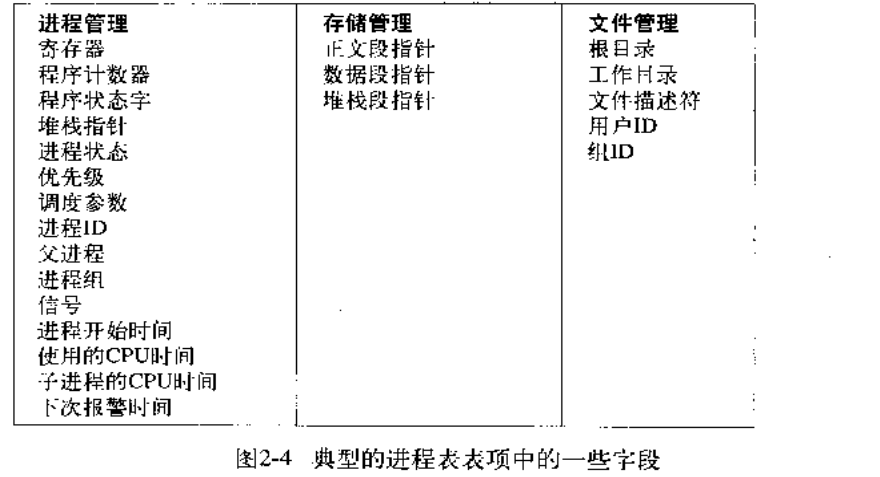 进程管理
寄存器
程序计数器
程序状态字
堆栈指针
进程状态
优先级
调度参数
进程ID
父进程
进程组
信号
进程开始时间
使用的CPU时间
子进程的CPU时间
下次报警时间
存储管理
正文段指针
数据段指针
堆栈段指针
文件管理
根目录
工作目录
文件描述符
用户ID
组ID
图2-4 典型的进程表表项中的一些字段